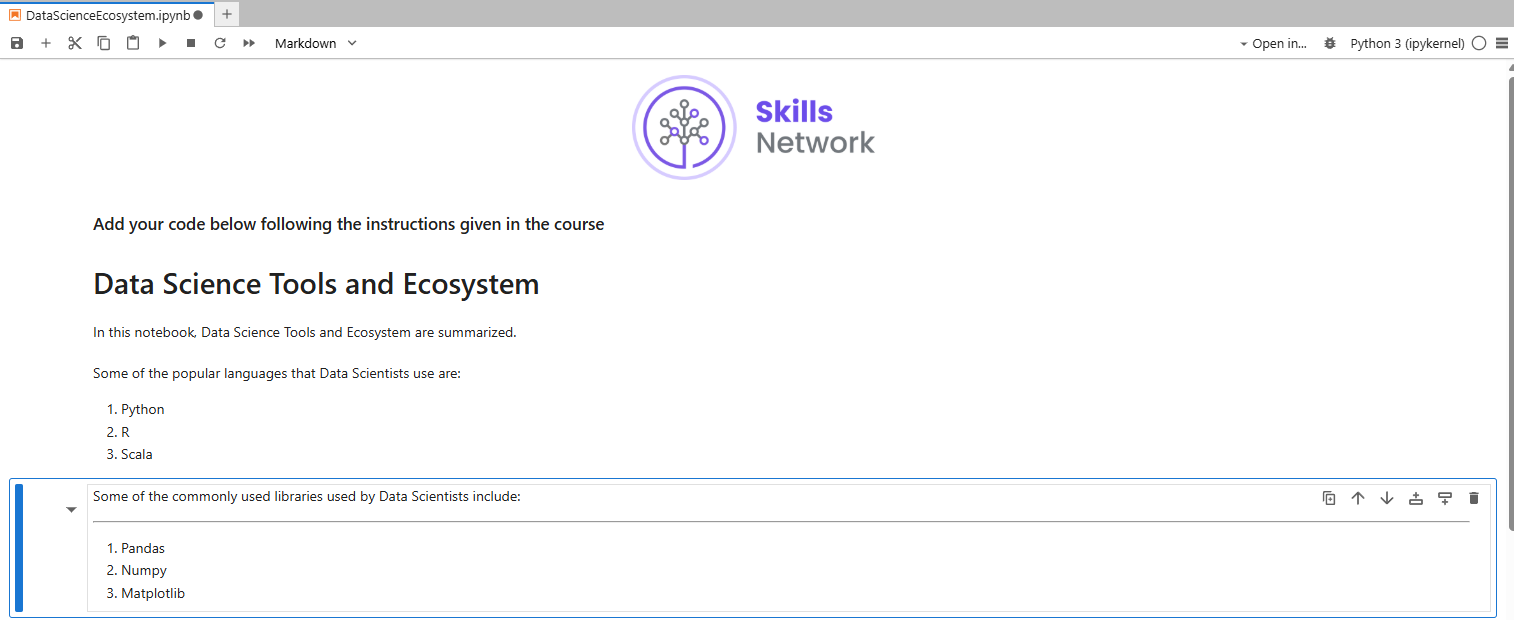 DataScienceEcosystem.ipynb
Markdown
Open in...
Python 3 (ipykernel)
Skills
Network
Add your code below following the instructions given in the course
Data Science Tools and Ecosystem
In this notebook, Data Science Tools and Ecosystem are summarized.
Some of the popular languages that Data Scientists use are:
1. Python
2. R
3. Scala
Some of the commonly used libraries used by Data Scientists include:
1. Pandas
2. Numpy
3. Matplotlib